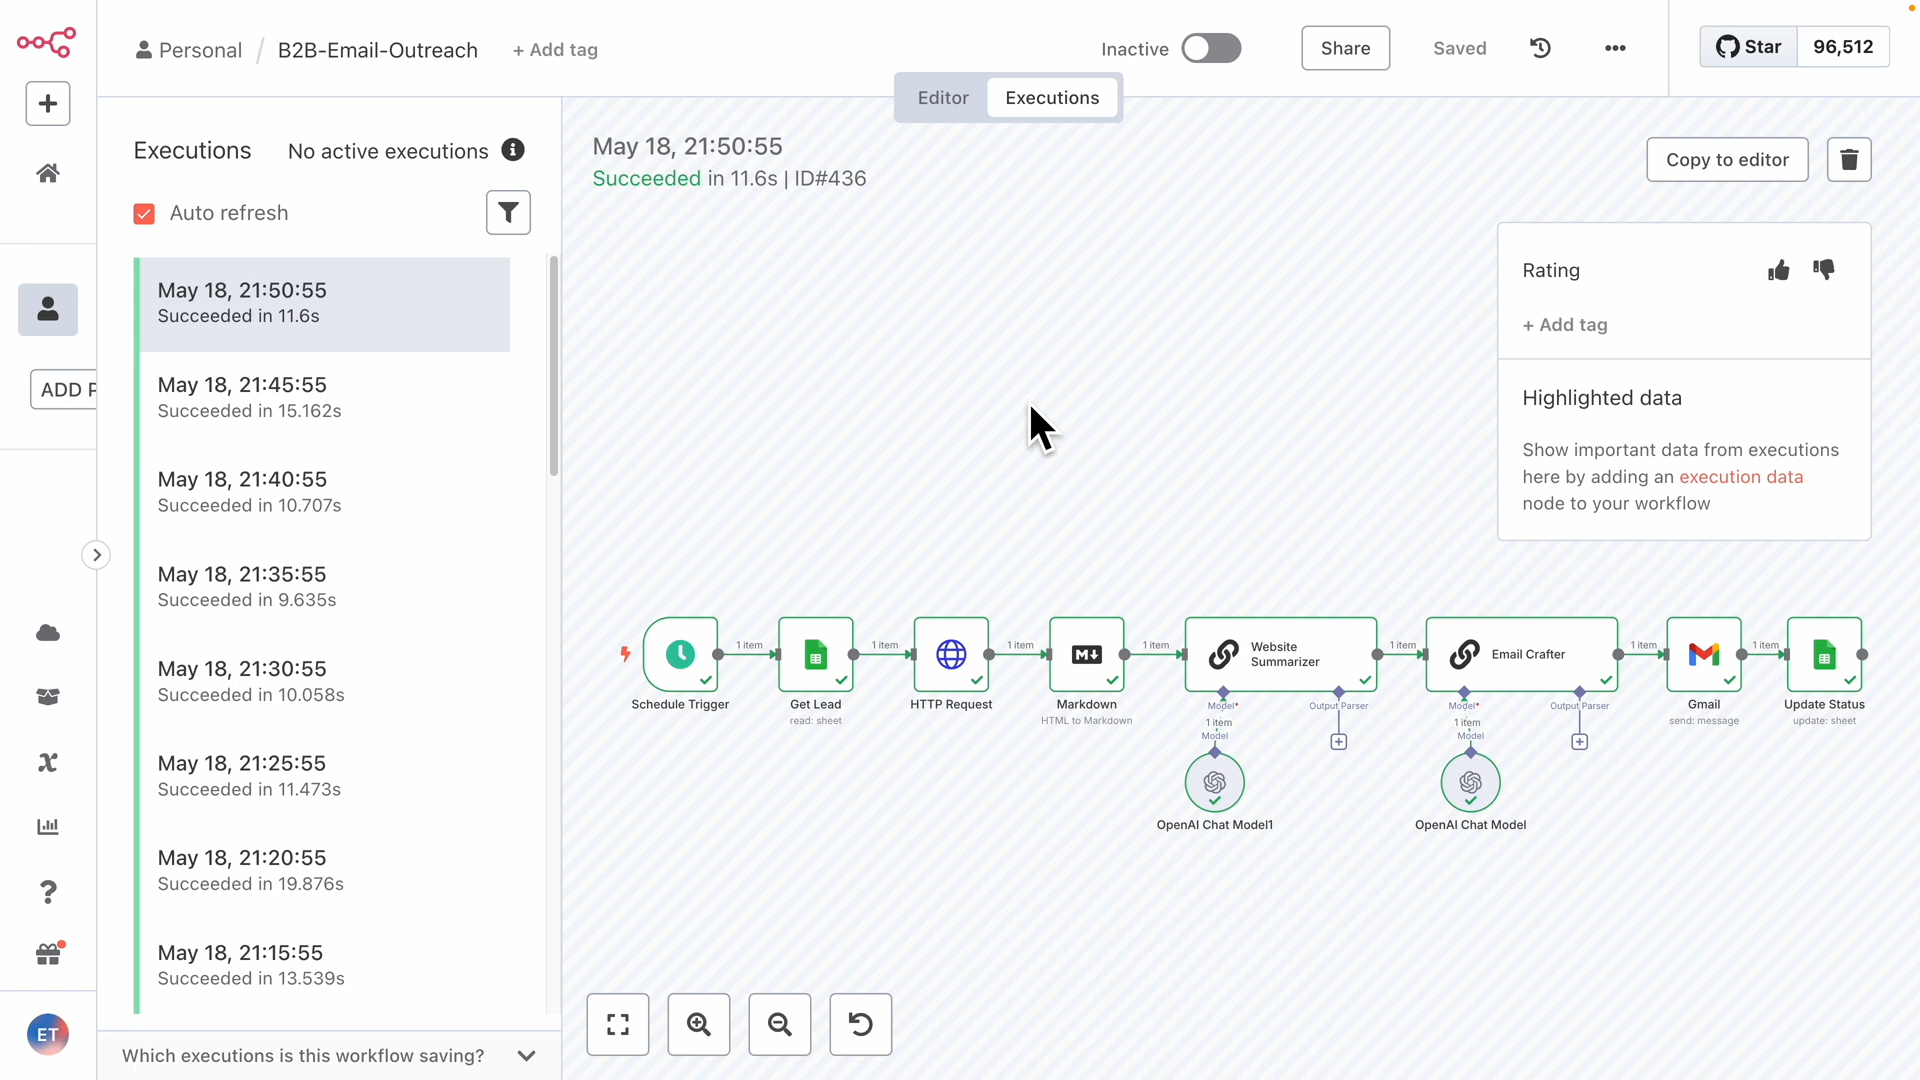 Personal / B2B-Email-Outreach + Add tag
Inactive
Share
Saved
Star 96,512
Editor Executions
Executions No active executions
Auto refresh
May 18, 21:50:55
Succeeded in 11.6s
May 18, 21:45:55
Succeeded in 15.162s
May 18, 21:40:55
Succeeded in 10.707s
May 18, 21:35:55
Succeeded in 9.635s
May 18, 21:30:55
Succeeded in 10.058s
May 18, 21:25:55
Succeeded in 11.473s
May 18, 21:20:55
Succeeded in 19.876s
May 18, 21:15:55
Succeeded in 13.539s
Which executions is this workflow saving?
ADD P
ET
May 18, 21:50:55
Succeeded in 11.6s | ID#436
Copy to editor
Rating
+ Add tag
Highlighted data
Show important data from executions
here by adding an execution data
node to your workflow
1 item
1 item
1 item
1 item
1 item
1 item
1 item
M
Website
Summarizer
Email Crafter
Schedule Trigger
Get Lead
read: sheet
HTTP Request
Markdown
HTML to Markdown
Model*
Output Parser
Model*
Output Parser
Gmail
send: message
Update Status
update: sheet
1 item
Model
1 item
Model
OpenAI Chat Model1
OpenAI Chat Model